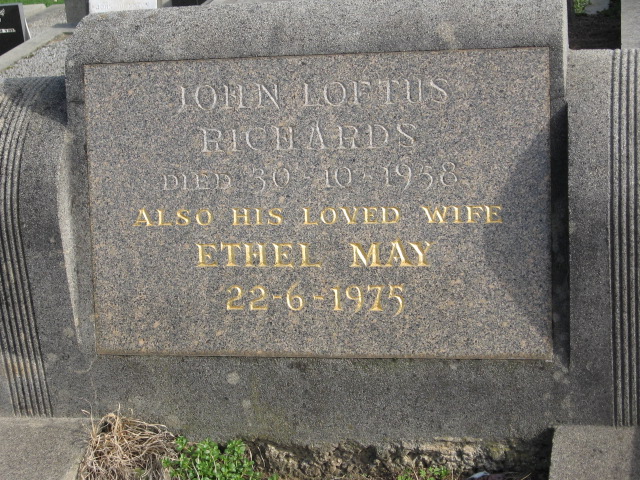 JOHN LOFTUS
RICHARDS
DIED 30-10-1958
ALSO HIS LOVED WIFE
ETHEL MAY
22-6-1975